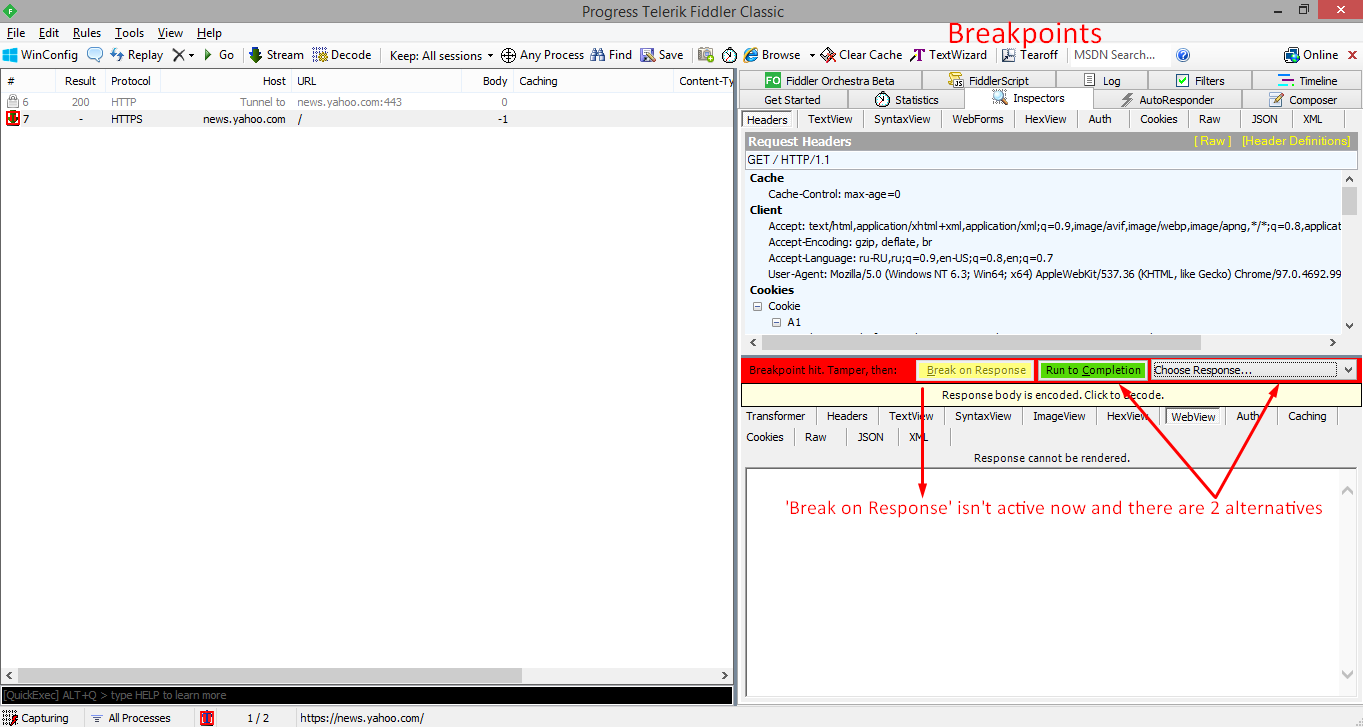 Progress Telerik Fiddler Classic
File Edit Rules Tools View Help
Breakpoints
WinConfig Replay Go Stream Decode Keep: All sessions Any Process Find Save Browse Clear Cache TextWizard Tearoff MSDN Search... Online
# Result Protocol Host URL Body Caching Content-Ty
6 200 HTTP Tunnel to news.yahoo.com:443 0
7 - HTTPS news.yahoo.com / -1
FO Fiddler Orchestra Beta FiddlerScript Log Filters Timeline
Get Started Statistics Inspectors AutoResponder Composer
Headers TextView SyntaxView WebForms HexView Auth Cookies Raw JSON XML
Request Headers [ Raw ] [Header Definitions]
GET / HTTP/1.1
Cache
Cache-Control: max-age=0
Client
Accept: text/html,application/xhtml+xml,application/xml;q=0.9,image/avif,image/webp,image/apng,*/*;q=0.8,applicat
Accept-Encoding: gzip, deflate, br
Accept-Language: ru-RU,ru;q=0.9,en-US;q=0.8,en;q=0.7
User-Agent: Mozilla/5.0 (Windows NT 6.3; Win64; x64) AppleWebKit/537.36 (KHTML, like Gecko) Chrome/97.0.4692.99
Cookies
Cookie
A1
Breakpoint hit. Tamper, then: Break on Response Run to Completion Choose Response...
Response body is encoded. Click to decode.
Transformer Headers TextView SyntaxView ImageView HexView WebView Auth Caching
Cookies Raw JSON XML
Response cannot be rendered.
'Break on Response' isn't active now and there are 2 alternatives
[QuickExec] ALT+Q > type HELP to learn more
Capturing All Processes 1 / 2 https://news.yahoo.com/